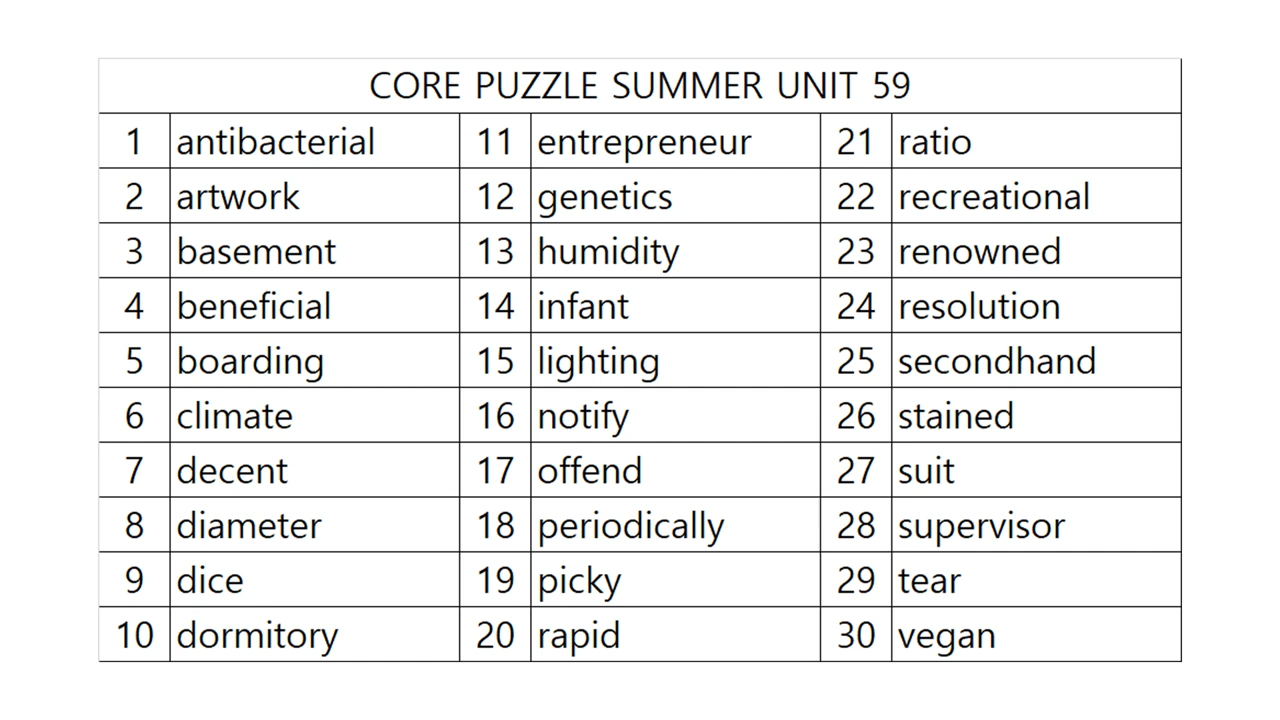 CORE PUZZLE SUMMER UNIT 59
1 antibacterial 11 entrepreneur 21 ratio
2 artwork 12 genetics 22 recreational
3 basement 13 humidity 23 renowned
4 beneficial 14 infant 24 resolution
5 boarding 15 lighting 25 secondhand
6 climate 16 notify 26 stained
7 decent 17 offend 27 suit
8 diameter 18 periodically 28 supervisor
9 dice 19 picky 29 tear
10 dormitory 20 rapid 30 vegan